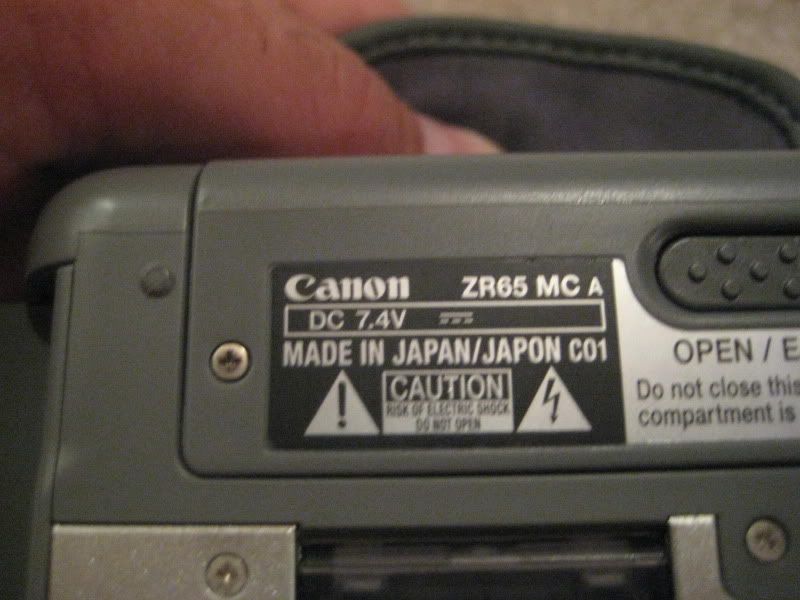 Canon ZR65 MC A
DC 7.4V
MADE IN JAPAN/JAPON C01
CAUTION
RISK OF ELECTRIC SHOCK
DO NOT OPEN
OPEN / E
Do not close this
compartment is